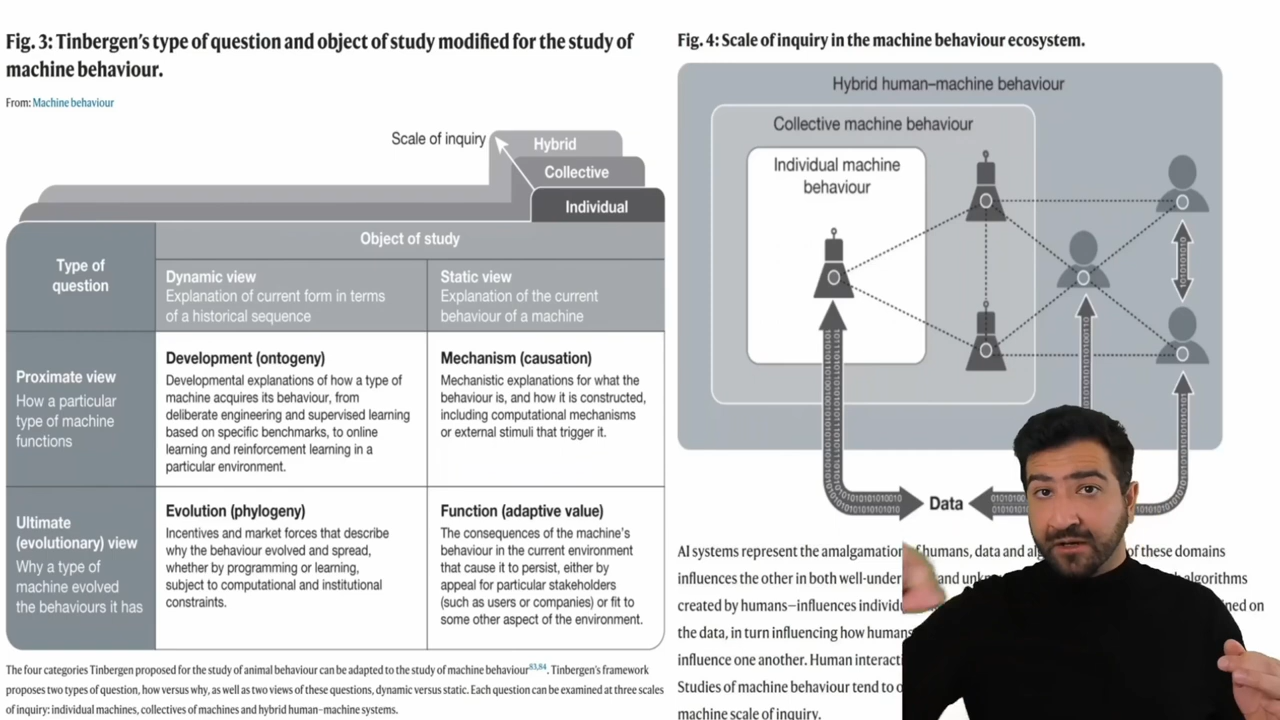 Fig. 3: Tinbergen's type of question and object of study modified for the study of
machine behaviour.
From: Machine behaviour
Scale of inquiry
Hybrid
Collective
Individual
Type of
question
Object of study
Dynamic view
Explanation of current form in terms
of a historical sequence
Static view
Explanation of the current
behaviour of a machine
Proximate view
How a particular
type of machine
functions
Development (ontogeny)
Developmental explanations of how a type of
machine acquires its behaviour, from
deliberate engineering and supervised learning
based on specific benchmarks, to online
learning and reinforcement learning in a
particular environment.
Mechanism (causation)
Mechanistic explanations for what the
behaviour is, and how it is constructed,
including computational mechanisms
or external stimuli that trigger it.
Ultimate
(evolutionary) view
Why a type of
machine evolved
the behaviours it has
Evolution (phylogeny)
Incentives and market forces that describe
why the behaviour evolved and spread,
whether by programming or learning,
subject to computational and institutional
constraints.
Function (adaptive value)
The consequences of the machine's
behaviour in the current environment
that cause it to persist, either by
appeal for particular stakeholders
(such as users or companies) or fit to
some other aspect of the environment.
The four categories Tinbergen proposed for the study of animal behaviour can be adapted to the study of machine behaviour83,84. Tinbergen's framework
proposes two types of question, how versus why, as well as two views of these questions, dynamic versus static. Each question can be examined at three scales
of inquiry: individual machines, collectives of machines and hybrid human–machine systems.
Fig. 4: Scale of inquiry in the machine behaviour ecosystem.
Hybrid human–machine behaviour
Collective machine behaviour
Individual machine
behaviour
Data
AI systems represent the amalgamation of humans, data and of these domains
influences the other in both well-under and algorithms
created by humans—influences on
the data, in turn influencing how humans
influence one another. Human
Studies of machine behaviour tend to
machine scale of inquiry.